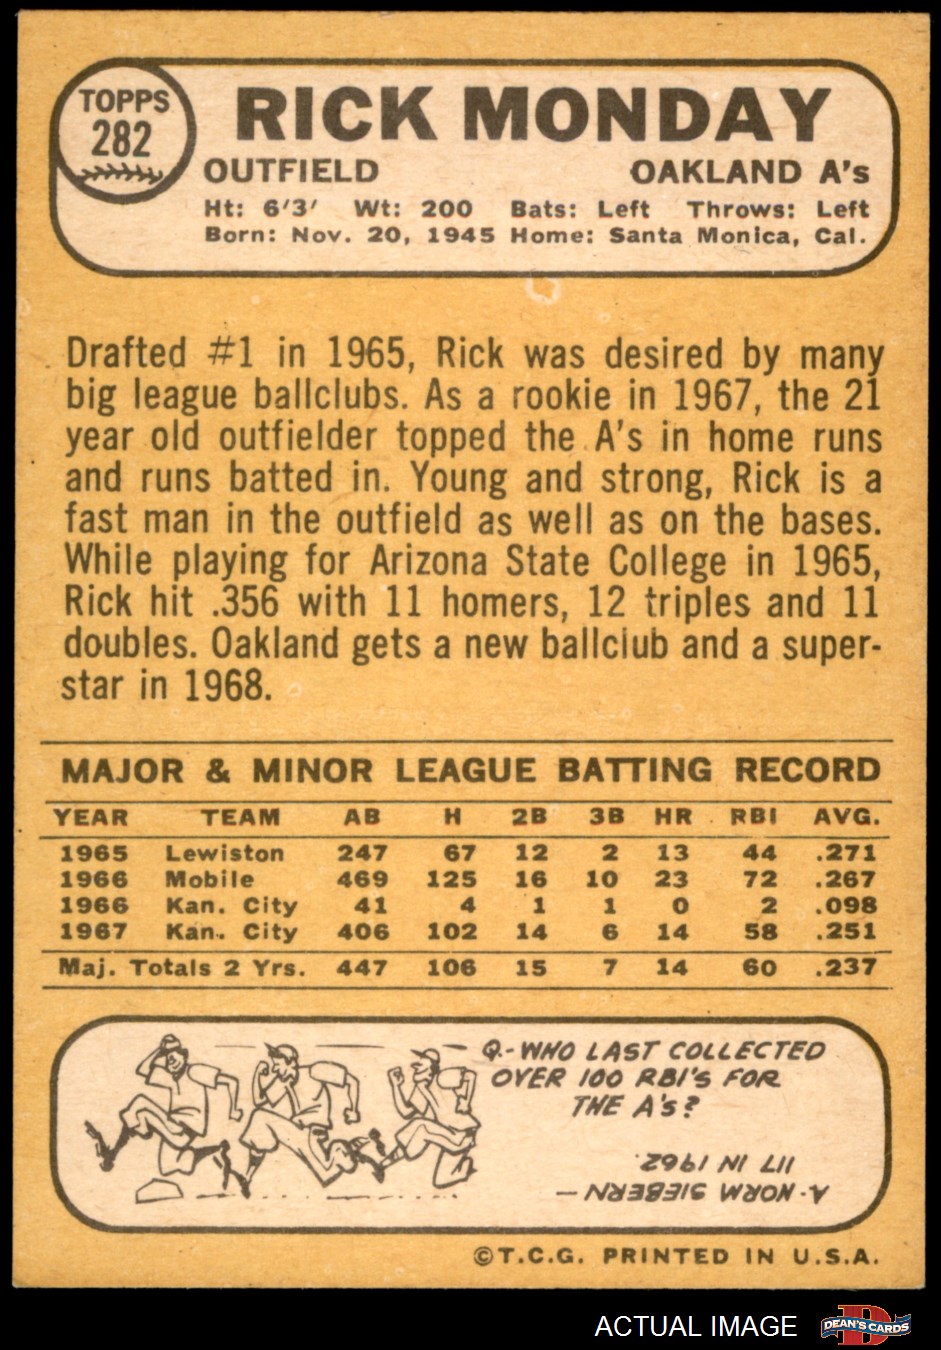 TOPPS
282
RICK MONDAY
OUTFIELD OAKLAND A's
Ht: 6'3' Wt: 200 Bats: Left Throws: Left
Born: Nov. 20, 1945 Home: Santa Monica, Cal.
Drafted #1 in 1965, Rick was desired by many
big league ballclubs. As a rookie in 1967, the 21
year old outfielder topped the A's in home runs
and runs batted in. Young and strong, Rick is a
fast man in the outfield as well as on the bases.
While playing for Arizona State College in 1965,
Rick hit .356 with 11 homers, 12 triples and 11
doubles. Oakland gets a new ballclub and a super-
star in 1968.
MAJOR & MINOR LEAGUE BATTING RECORD
YEAR TEAM AB H 2B 3B HR RBI AVG.
1965 Lewiston 247 67 12 2 13 44 .271
1966 Mobile 469 125 16 10 23 72 .267
1966 Kan. City 41 4 1 1 0 2 .098
1967 Kan. City 406 102 14 6 14 58 .251
Maj. Totals 2 Yrs. 447 106 15 7 14 60 .237
Q.-WHO LAST COLLECTED
OVER 100 RBI'S FOR
THE A's?
A.-NORM SIEBERN —
117 IN 1962.
©T.C.G. PRINTED IN U.S.A.
ACTUAL IMAGE
D
DEAN'S CARDS